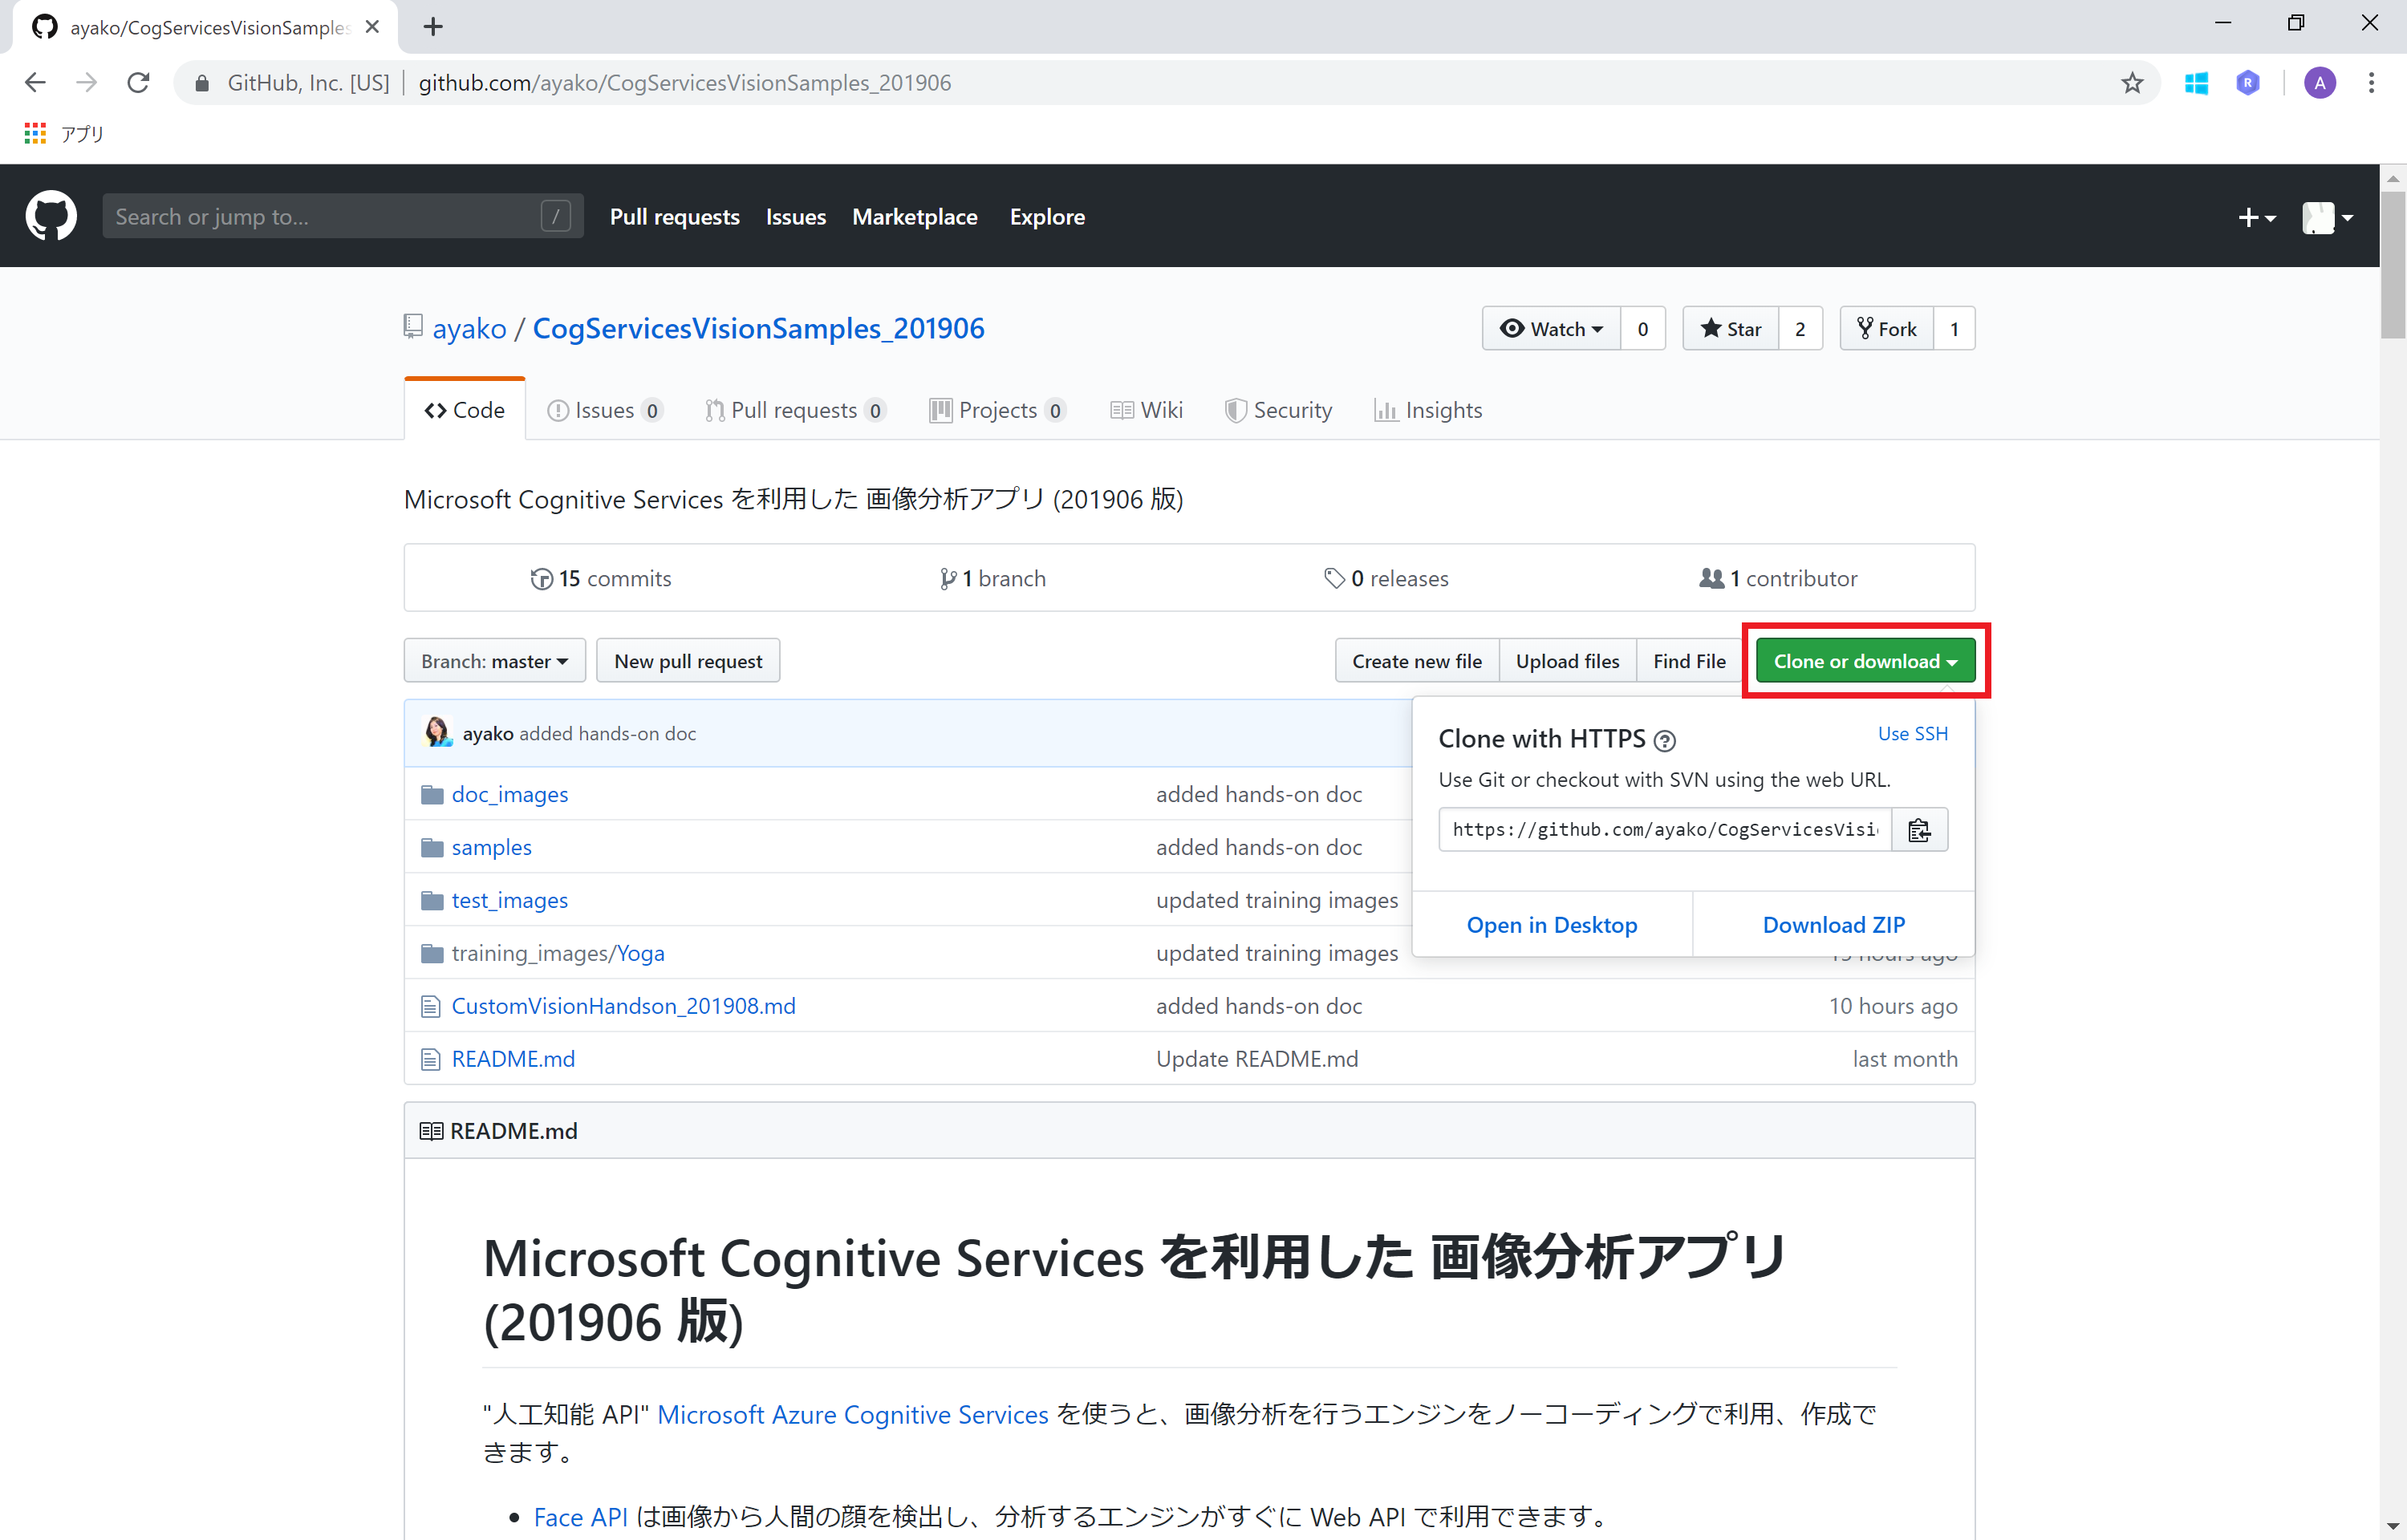 ayako/CogServicesVisionSamples
GitHub, Inc. [US] github.com/ayako/CogServicesVisionSamples_201906
R
A
アプリ
Search or jump to... /
Pull requests Issues Marketplace Explore
ayako / CogServicesVisionSamples_201906
Watch 0 Star 2 Fork 1
Code Issues 0 Pull requests 0 Projects 0 Wiki Security Insights
Microsoft Cognitive Services を利用した 画像分析アプリ (201906 版)
15 commits 1 branch 0 releases 1 contributor
Branch: master New pull request Create new file Upload files Find File Clone or download
ayako added hands-on doc
Clone with HTTPS ? Use SSH
Use Git or checkout with SVN using the web URL.
https://github.com/ayako/CogServicesVisi
Open in Desktop Download ZIP
doc_images added hands-on doc
samples added hands-on doc
test_images updated training images
training_images/Yoga updated training images 19 hours ago
CustomVisionHandson_201908.md added hands-on doc 10 hours ago
README.md Update README.md last month
README.md
Microsoft Cognitive Services を利用した 画像分析アプリ
(201906 版)
"人工知能 API" Microsoft Azure Cognitive Services を使うと、画像分析を行うエンジンをノーコーディングで利用、作成で
きます。
• Face API は画像から人間の顔を検出し、分析するエンジンがすぐに Web API で利用できます。